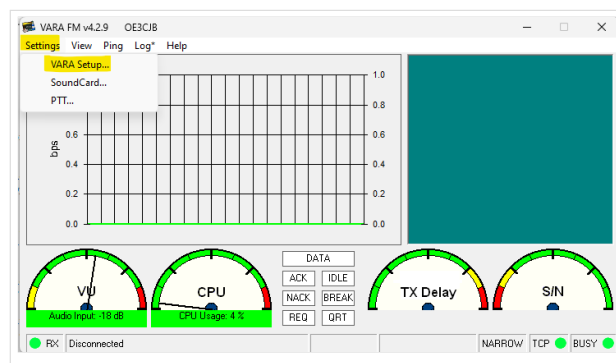 VARA FM v4.2.9 OE3CJB
Settings View Ping Log* Help
VARA Setup...
SoundCard...
PTT...
1.0
0.8
0.6 0.6
0.4 0.4
0.2 0.2
0.0 0.0
bps
DATA
ACK IDLE
NACK BREAK
REQ QRT
VU
Audio Input: -18 dB
CPU
CPU Usage: 4 %
TX Delay
S/N
RX Disconnected NARROW TCP BUSY